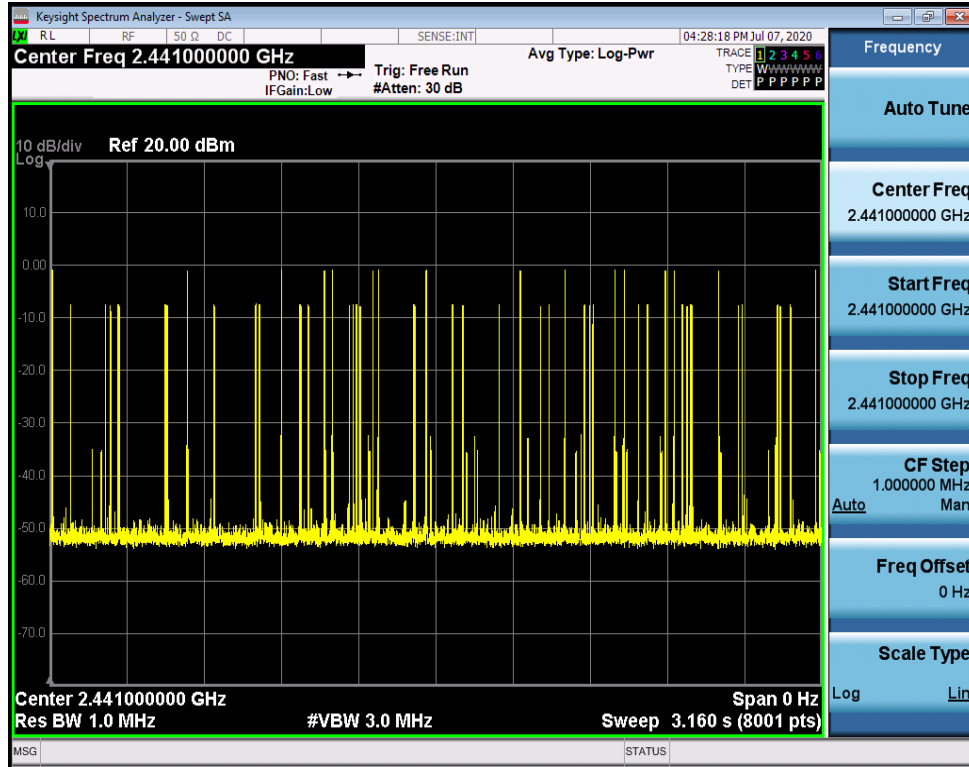 Keysight Spectrum Analyzer - Swept SA
LXI RL RF 50 Ω DC SENSE:INT 04:28:18 PM Jul 07, 2020
Center Freq 2.441000000 GHz Avg Type: Log-Pwr TRACE 1 2 3 4 5 6
PNO: Fast Trig: Free Run TYPE WWWWWW
IFGain:Low #Atten: 30 dB DET P P P P P P
10 dB/div Ref 20.00 dBm
Log
10.0
0.00
-10.0
-20.0
-30.0
-40.0
-50.0
-60.0
-70.0
Center 2.441000000 GHz Span 0 Hz
Res BW 1.0 MHz #VBW 3.0 MHz Sweep 3.160 s (8001 pts)
MSG STATUS
Frequency
Auto Tune
Center Freq
2.441000000 GHz
Start Freq
2.441000000 GHz
Stop Freq
2.441000000 GHz
CF Step
1.000000 MHz
Auto Man
Freq Offset
0 Hz
Scale Type
Log Lin